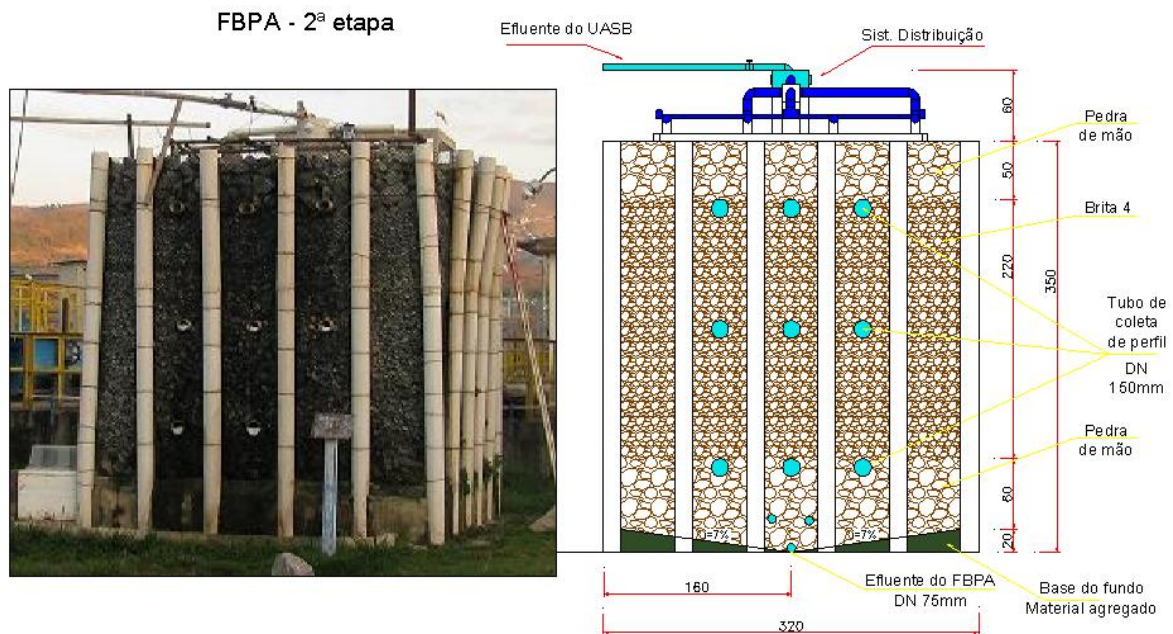 FBPA - 2ª etapa
Efluente do UASB
Sist. Distribuição
60
Pedra
de mão
50
Brita 4
220
350
Tubo de
coleta
de perfil
DN
150mm
Pedra
de mão
60
20
i=7%
i=7%
160
Efluente do FBPA
DN 75mm
Base do fundo
Material agregado
320